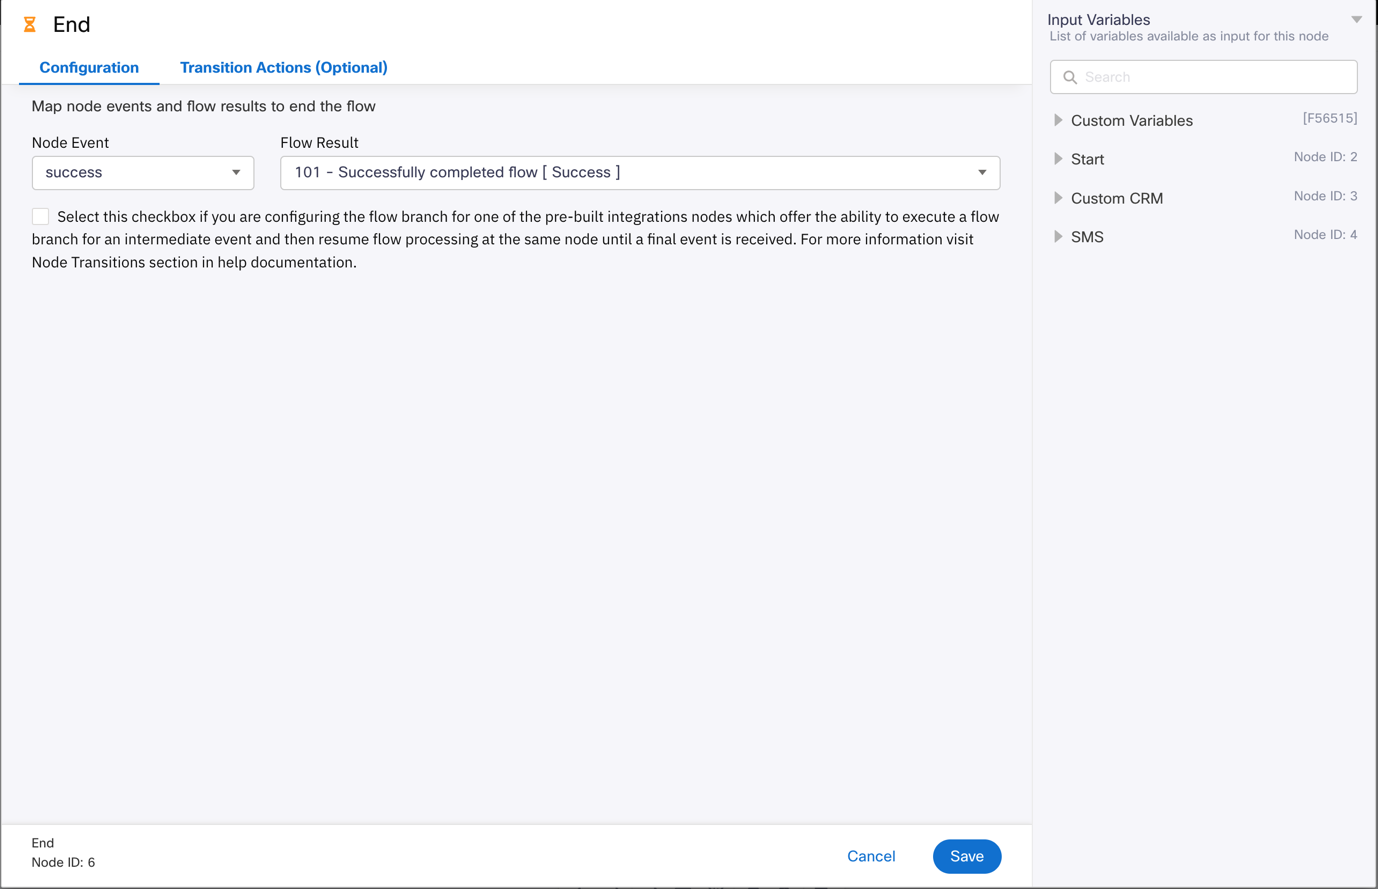 End
Configuration
Transition Actions (Optional)
Map node events and flow results to end the flow
Node Event
Flow Result
success
101 - Successfully completed flow [ Success ]
Select this checkbox if you are configuring the flow branch for one of the pre-built integrations nodes which offer the ability to execute a flow
branch for an intermediate event and then resume flow processing at the same node until a final event is received. For more information visit
Node Transitions section in help documentation.
End
Node ID: 6
Cancel
Save
Input Variables
List of variables available as input for this node
Search
Custom Variables
[F56515]
Start
Node ID: 2
Custom CRM
Node ID: 3
SMS
Node ID: 4